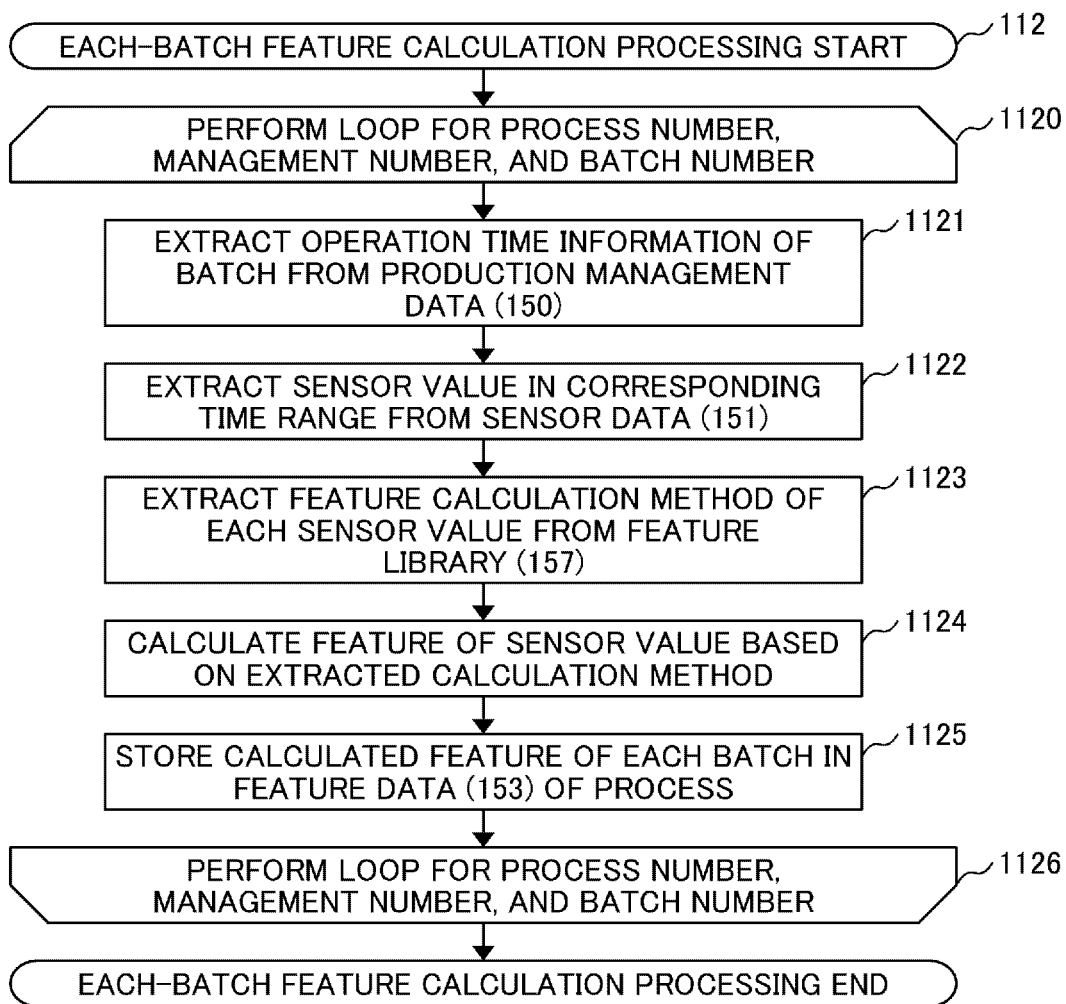 112
EACH-BATCH FEATURE CALCULATION PROCESSING START
1120
PERFORM LOOP FOR PROCESS NUMBER,
MANAGEMENT NUMBER, AND BATCH NUMBER
1121
EXTRACT OPERATION TIME INFORMATION OF
BATCH FROM PRODUCTION MANAGEMENT
DATA (150)
1122
EXTRACT SENSOR VALUE IN CORRESPONDING
TIME RANGE FROM SENSOR DATA (151)
1123
EXTRACT FEATURE CALCULATION METHOD OF
EACH SENSOR VALUE FROM FEATURE
LIBRARY (157)
1124
CALCULATE FEATURE OF SENSOR VALUE BASED
ON EXTRACTED CALCULATION METHOD
1125
STORE CALCULATED FEATURE OF EACH BATCH IN
FEATURE DATA (153) OF PROCESS
1126
PERFORM LOOP FOR PROCESS NUMBER,
MANAGEMENT NUMBER, AND BATCH NUMBER
EACH-BATCH FEATURE CALCULATION PROCESSING END